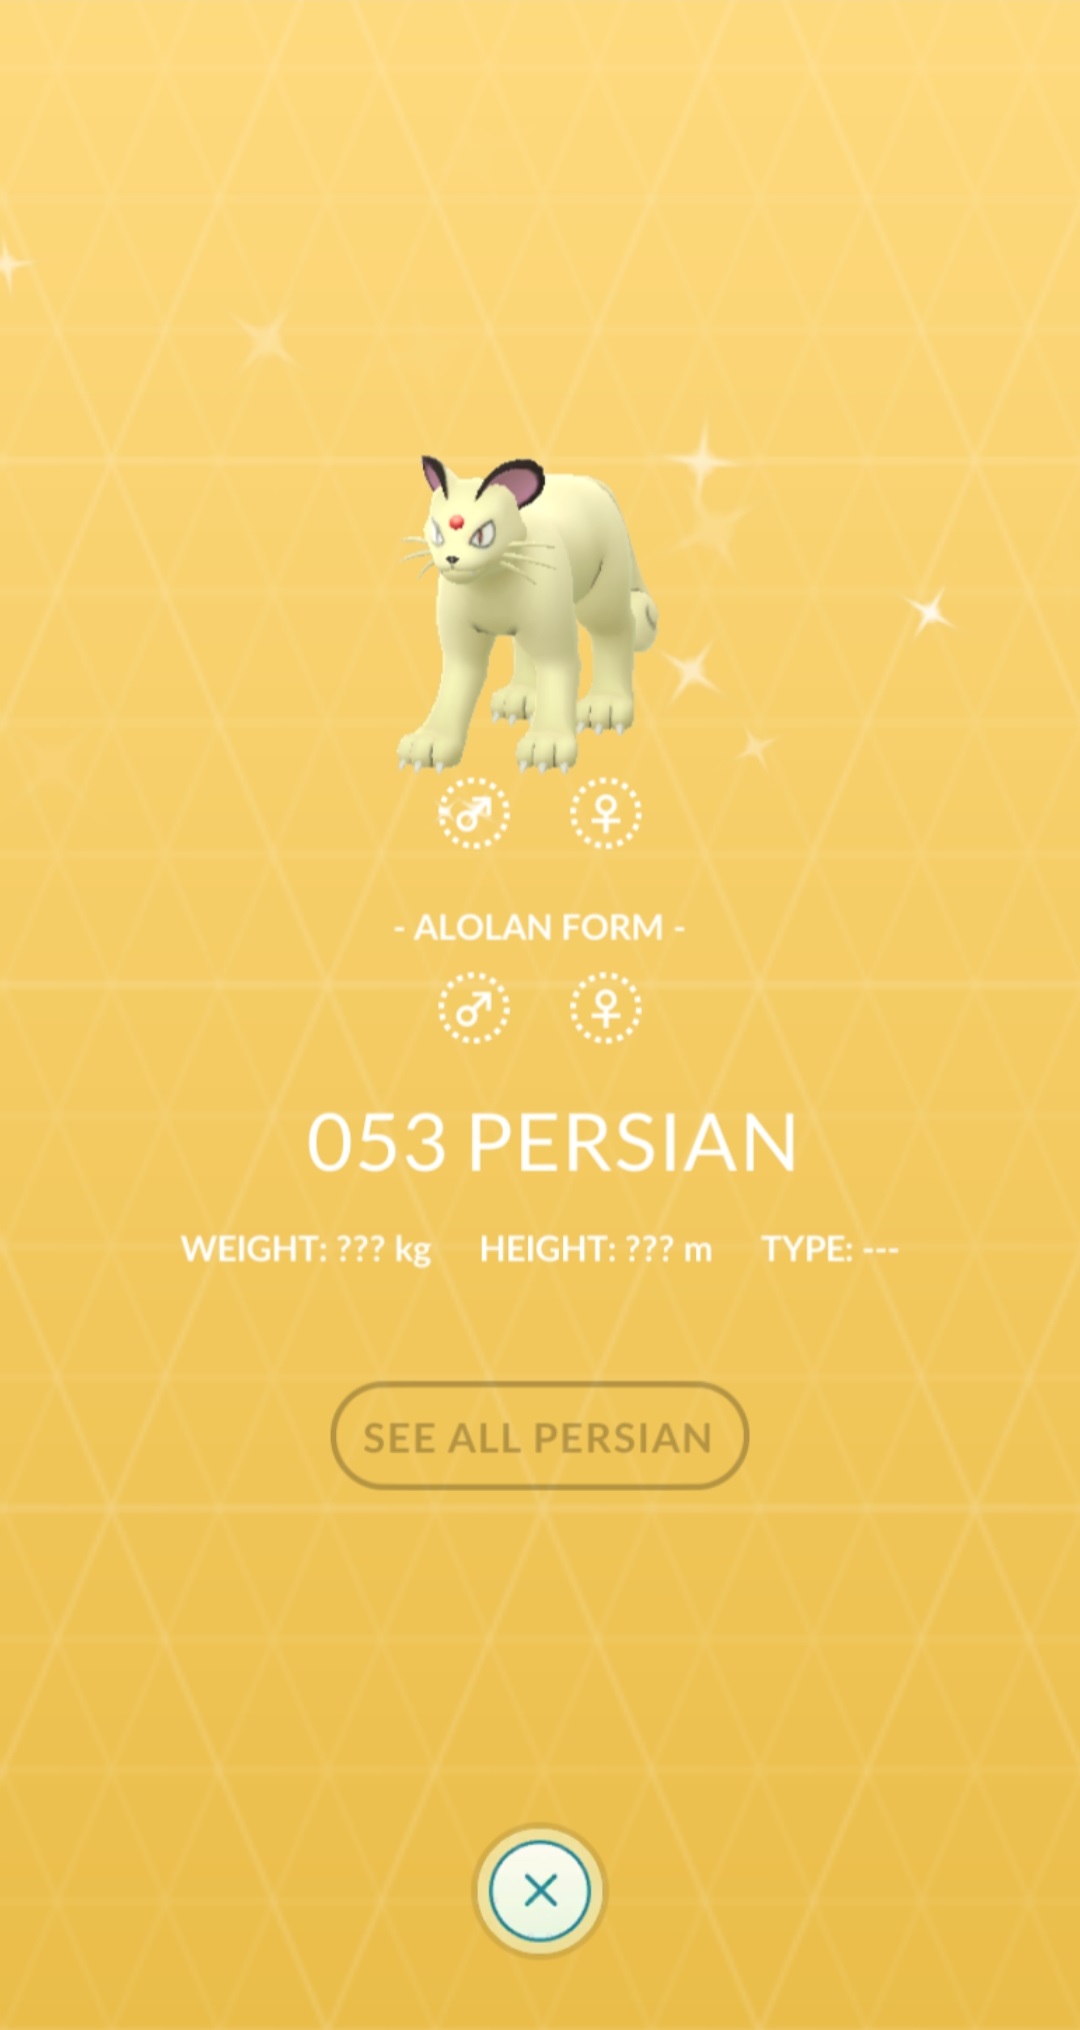 - ALOLAN FORM -
053 PERSIAN
WEIGHT: ??? kg HEIGHT: ??? m TYPE: ---
SEE ALL PERSIAN